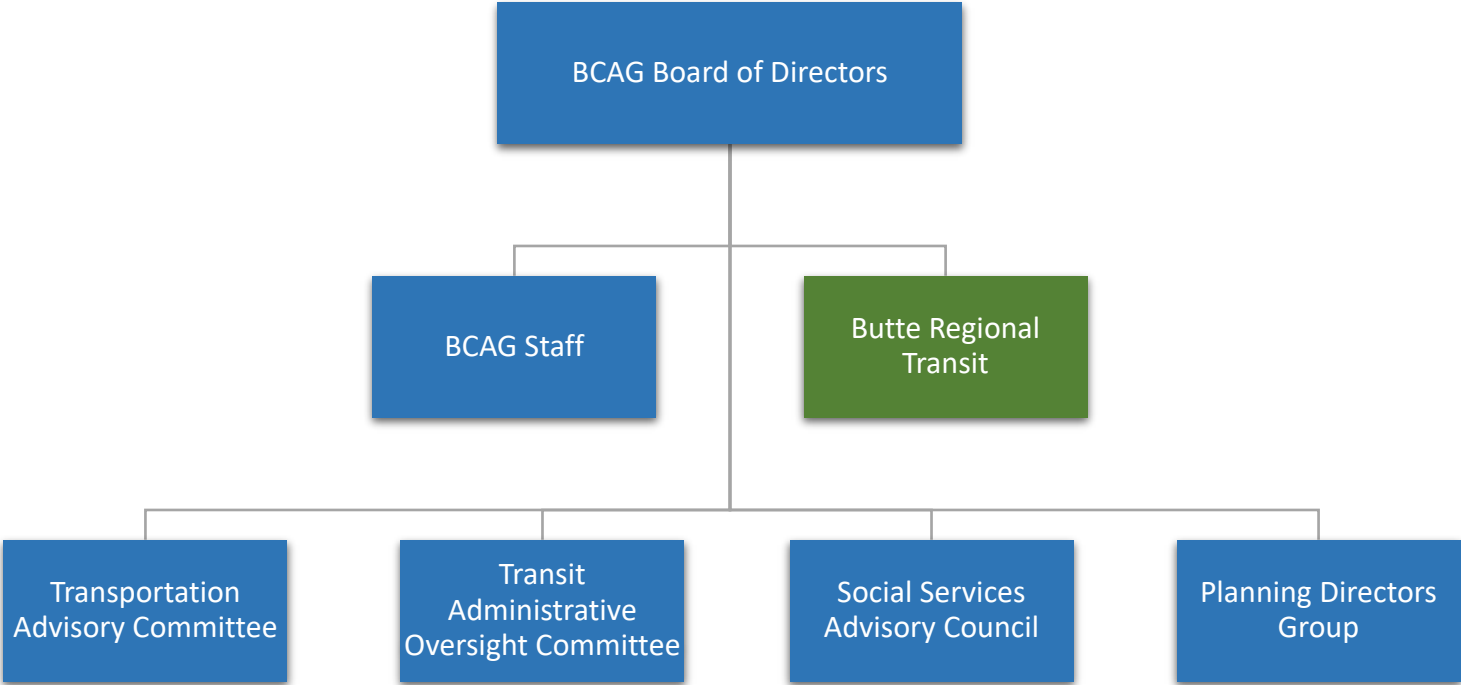 BCAG Board of Directors
BCAG Staff
Butte Regional
Transit
Transportation
Advisory Committee
Transit
Administrative
Oversight Committee
Social Services
Advisory Council
Planning Directors
Group